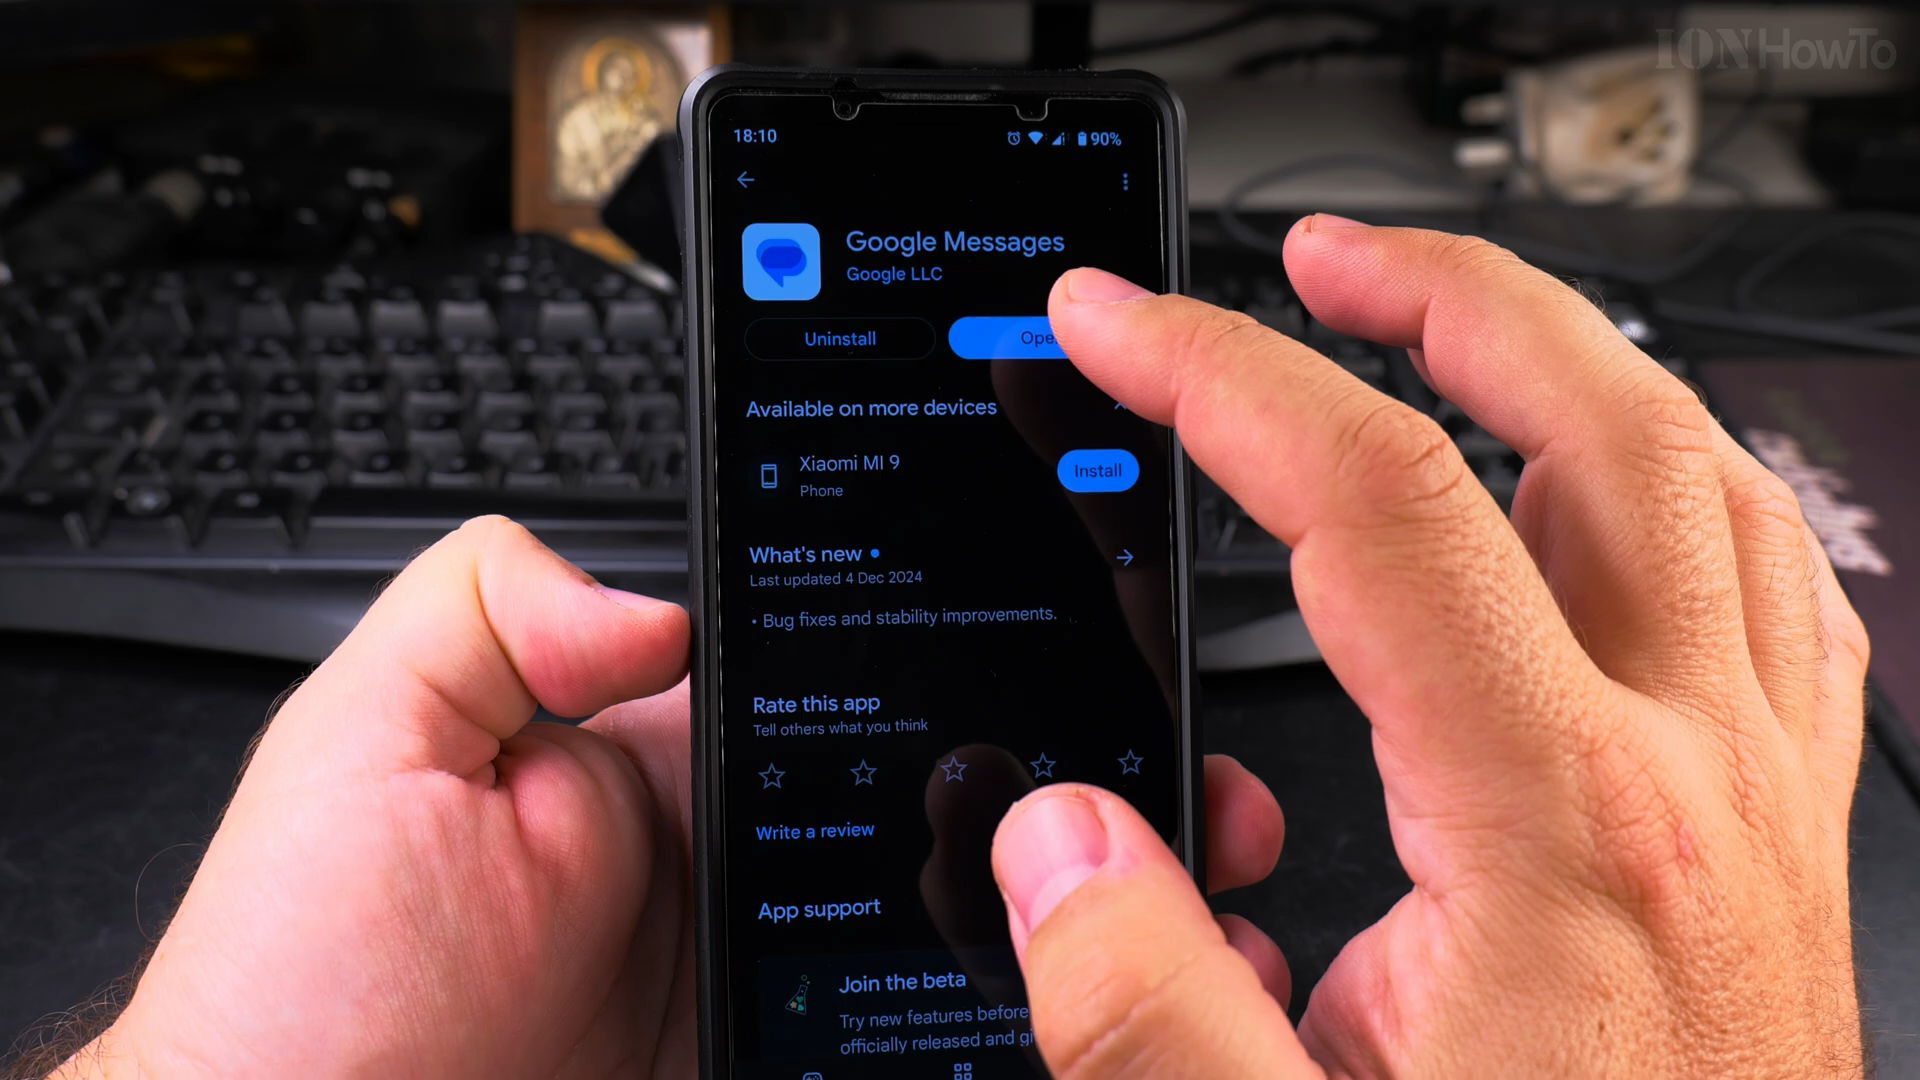 IONHowTo
18:10
90%
Google Messages
Google LLC
Uninstall
Ope
Available on more devices
Xiaomi MI 9
Phone
Install
What's new
Last updated 4 Dec 2024
• Bug fixes and stability improvements.
Rate this app
Tell others what you think
Write a review
App support
Join the beta
Try new features before
officially released and gi